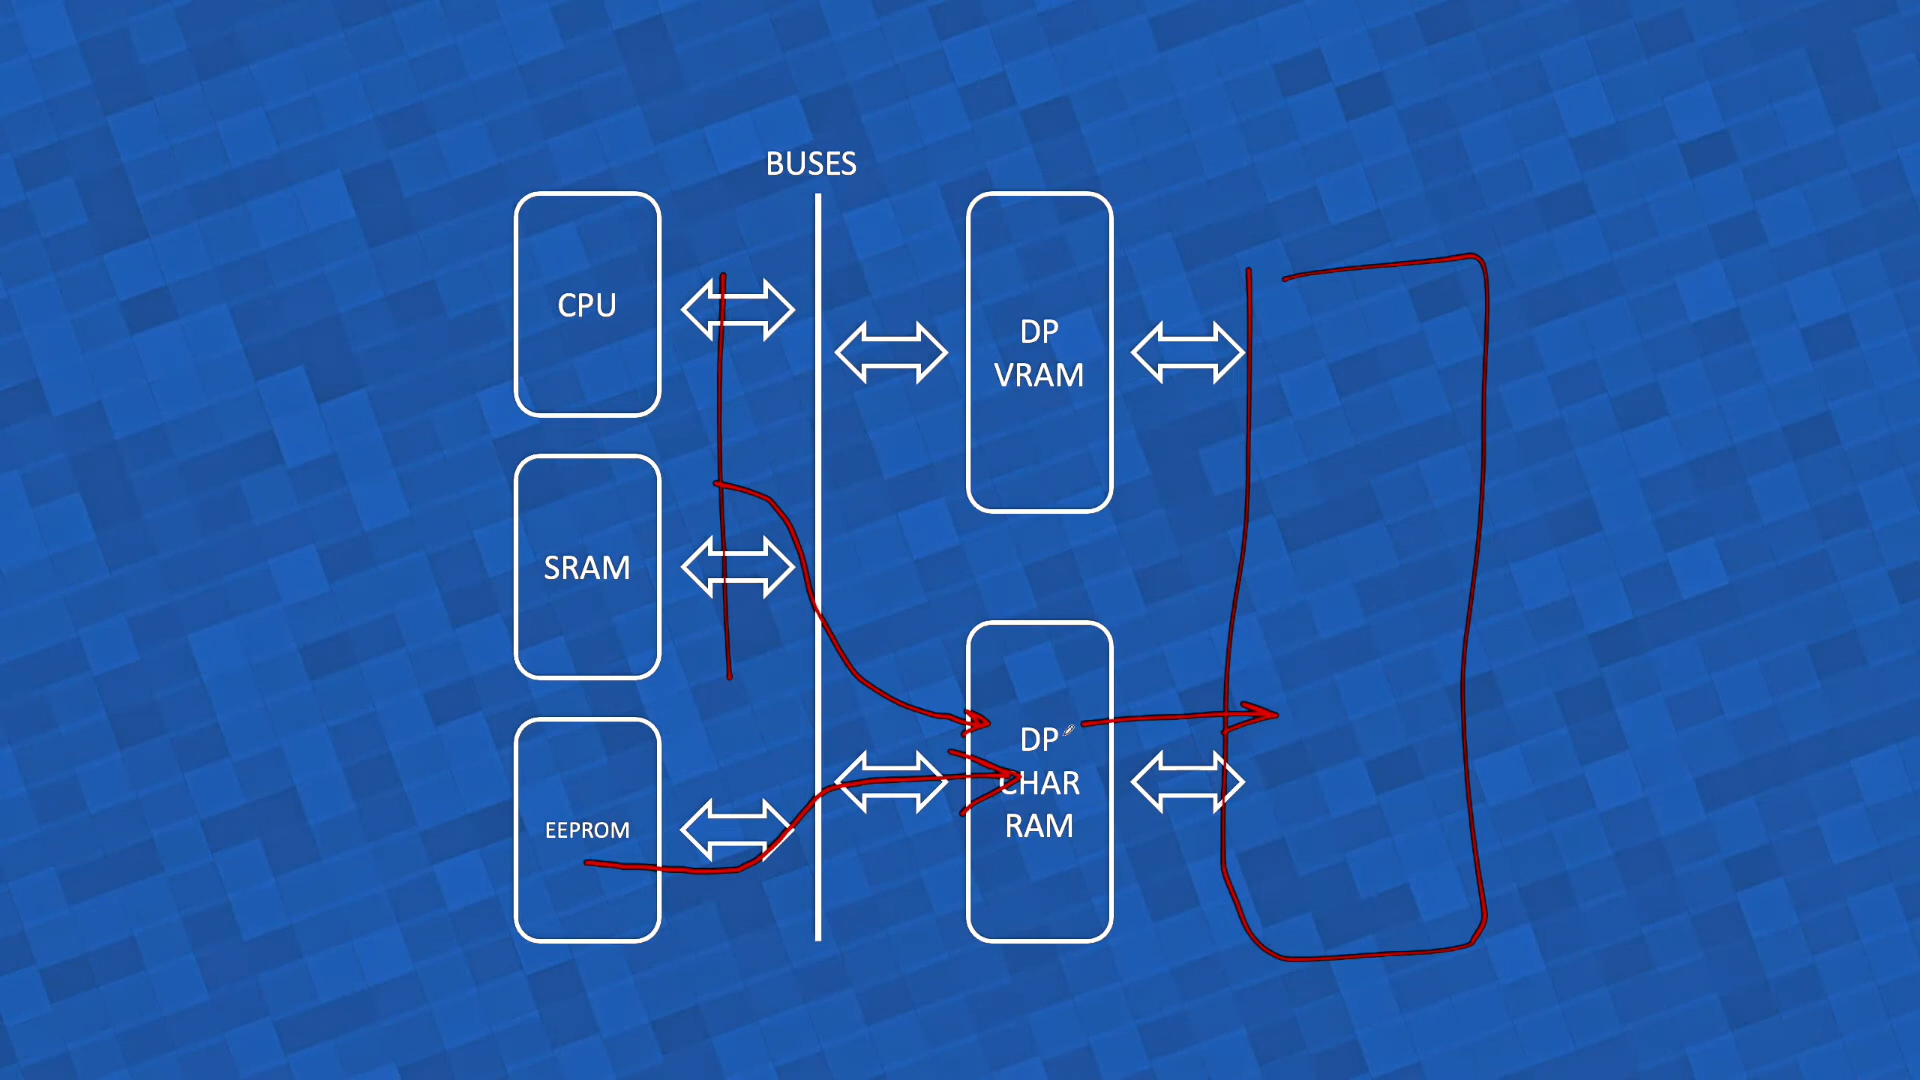 BUSES
CPU
SRAM
EEPROM
DP
VRAM
DP
CHAR
RAM